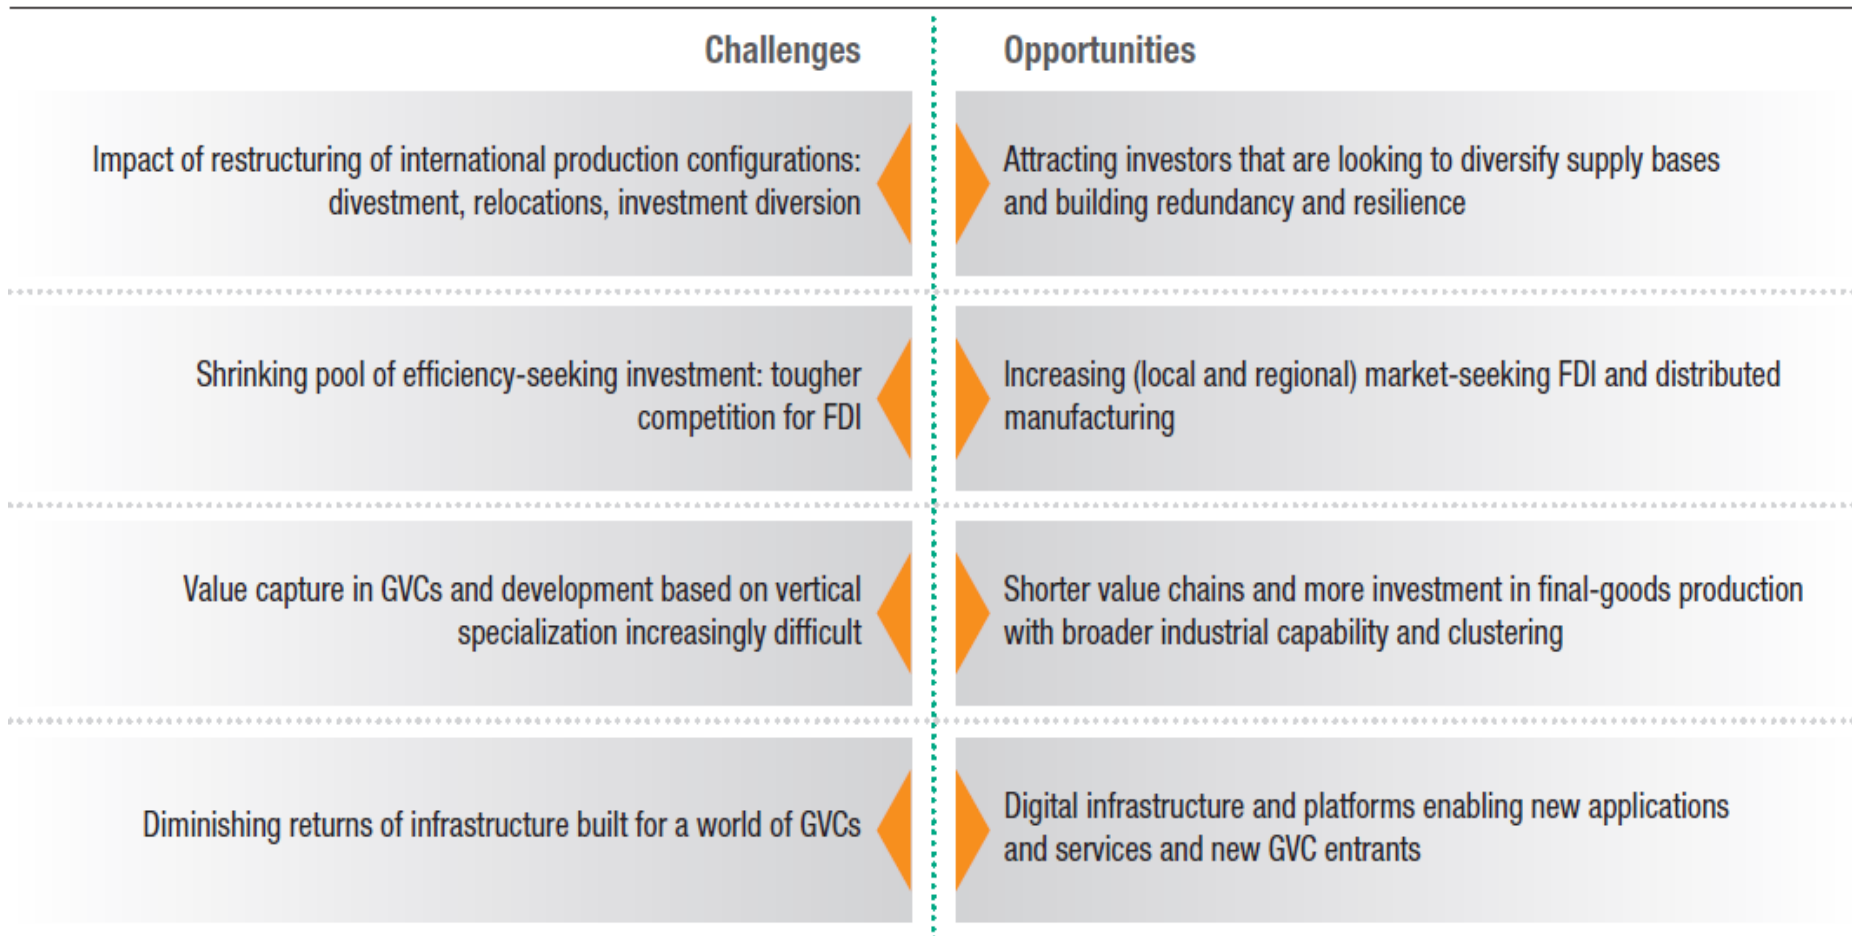 Challenges
Opportunities
Impact of restructuring of international production configurations:
divestment, relocations, investment diversion
Attracting investors that are looking to diversify supply bases
and building redundancy and resilience
Shrinking pool of efficiency-seeking investment: tougher
competition for FDI
Increasing (local and regional) market-seeking FDI and distributed
manufacturing
Value capture in GVCs and development based on vertical
specialization increasingly difficult
Shorter value chains and more investment in final-goods production
with broader industrial capability and clustering
Diminishing returns of infrastructure built for a world of GVCs
Digital infrastructure and platforms enabling new applications
and services and new GVC entrants